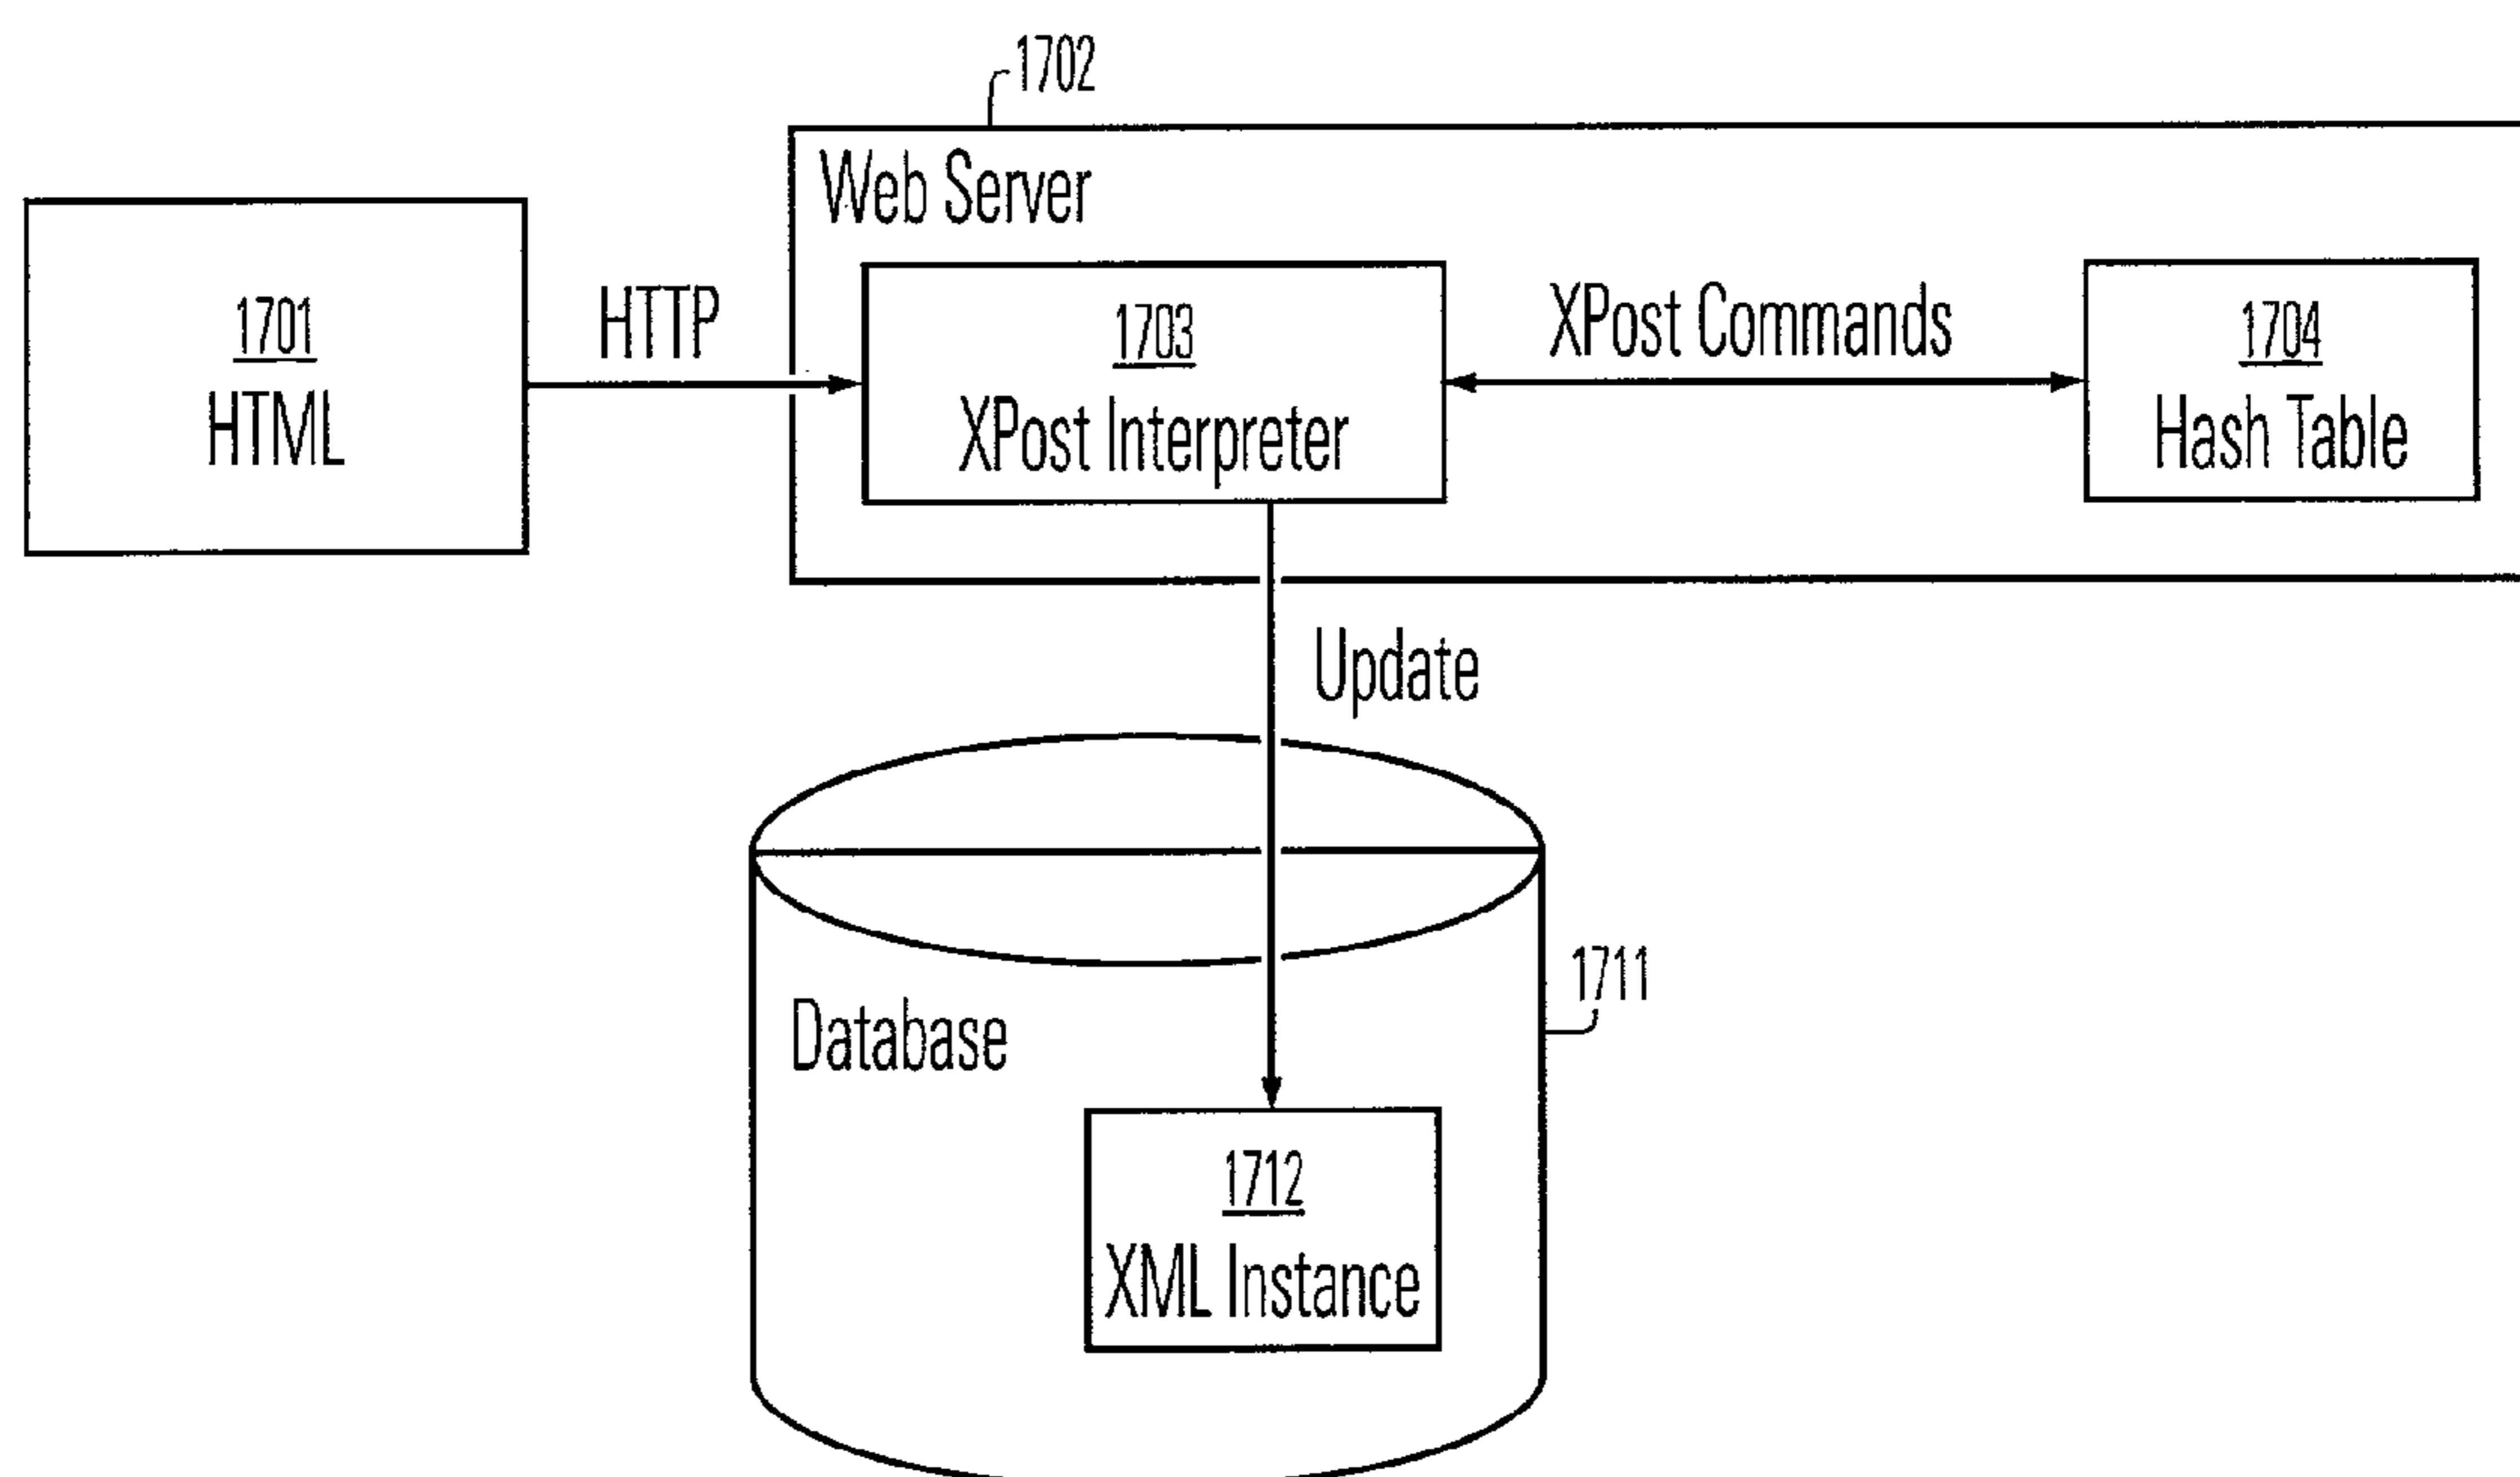 1702
Web Server
1701
HTML
HTTP
1703
XPost Interpreter
XPost Commands
1704
Hash Table
Update
1711
Database
1712
XML Instance